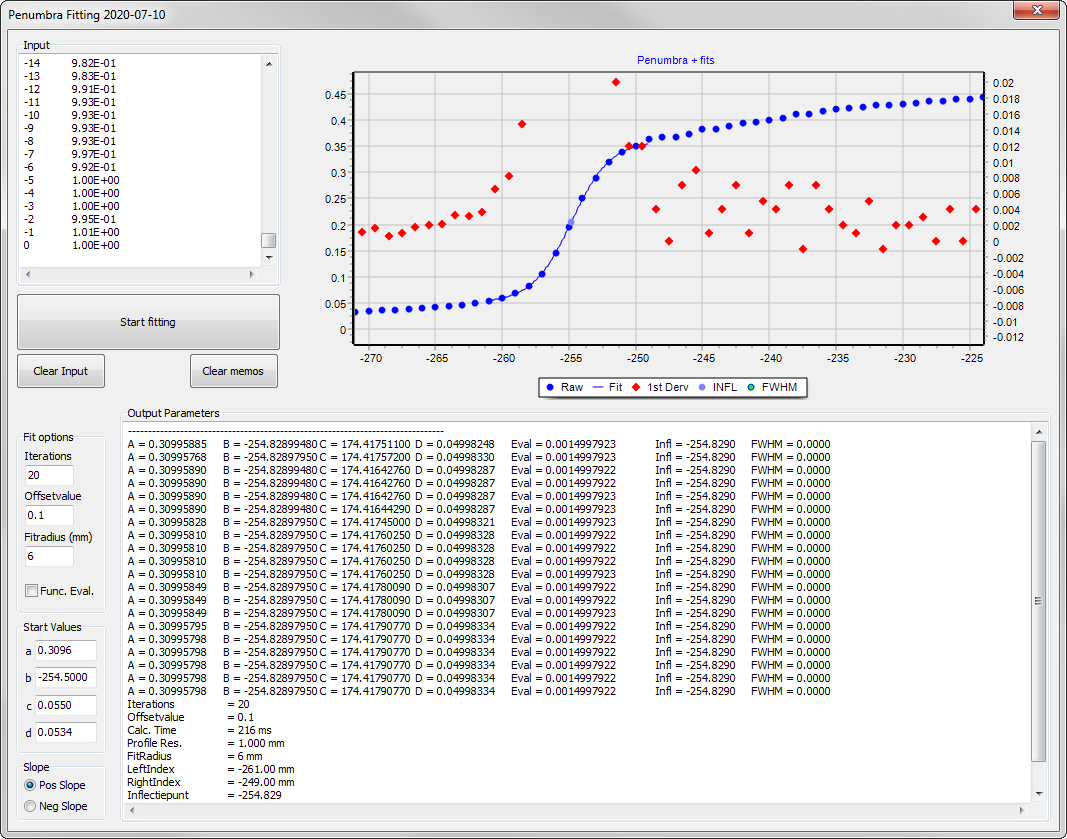 Penumbra Fitting 2020-07-10
Input
-14 9.82E-01
-13 9.83E-01
-12 9.91E-01
-11 9.93E-01
-10 9.93E-01
-9 9.93E-01
-8 9.93E-01
-7 9.97E-01
-6 9.92E-01
-5 1.00E+00
-4 1.00E+00
-3 1.00E+00
-2 9.95E-01
-1 1.01E+00
0 1.00E+00
Start fitting
Clear Input
Clear memos
Penumbra + fits
0.45
0.4
0.35
0.3
0.25
0.2
0.15
0.1
0.05
0
0.02
0.018
0.016
0.014
0.012
0.01
0.008
0.006
0.004
0.002
0
-0.002
-0.004
-0.006
-0.008
-0.01
-0.012
-270 -265 -260 -255 -250 -245 -240 -235 -230 -225
Raw Fit 1st Derv INFL FWHM
Fit options
Iterations
20
Offsetvalue
0.1
Fitradius (mm)
6
Func. Eval.
Start Values
a 0.3096
b -254.5000
c 0.0550
d 0.0534
Slope
Pos Slope
Neg Slope
Output Parameters
--------------------------------------------------------------------------------
A = 0.30995885 B = -254.82899480 C = 174.41751100 D = 0.04998248 Eval = 0.0014997923 Infl = -254.8290 FWHM = 0.0000
A = 0.30995768 B = -254.82897950 C = 174.41757200 D = 0.04998330 Eval = 0.0014997923 Infl = -254.8290 FWHM = 0.0000
A = 0.30995890 B = -254.82899480 C = 174.41642760 D = 0.04998287 Eval = 0.0014997922 Infl = -254.8290 FWHM = 0.0000
A = 0.30995890 B = -254.82899480 C = 174.41642760 D = 0.04998287 Eval = 0.0014997922 Infl = -254.8290 FWHM = 0.0000
A = 0.30995890 B = -254.82899480 C = 174.41642760 D = 0.04998287 Eval = 0.0014997923 Infl = -254.8290 FWHM = 0.0000
A = 0.30995890 B = -254.82899480 C = 174.41644290 D = 0.04998287 Eval = 0.0014997922 Infl = -254.8290 FWHM = 0.0000
A = 0.30995828 B = -254.82897950 C = 174.41745000 D = 0.04998321 Eval = 0.0014997923 Infl = -254.8290 FWHM = 0.0000
A = 0.30995810 B = -254.82897950 C = 174.41760250 D = 0.04998328 Eval = 0.0014997922 Infl = -254.8290 FWHM = 0.0000
A = 0.30995810 B = -254.82897950 C = 174.41760250 D = 0.04998328 Eval = 0.0014997922 Infl = -254.8290 FWHM = 0.0000
A = 0.30995810 B = -254.82897950 C = 174.41760250 D = 0.04998328 Eval = 0.0014997922 Infl = -254.8290 FWHM = 0.0000
A = 0.30995810 B = -254.82897950 C = 174.41760250 D = 0.04998328 Eval = 0.0014997923 Infl = -254.8290 FWHM = 0.0000
A = 0.30995849 B = -254.82897950 C = 174.41780090 D = 0.04998307 Eval = 0.0014997922 Infl = -254.8290 FWHM = 0.0000
A = 0.30995849 B = -254.82897950 C = 174.41780090 D = 0.04998307 Eval = 0.0014997922 Infl = -254.8290 FWHM = 0.0000
A = 0.30995849 B = -254.82897950 C = 174.41780090 D = 0.04998307 Eval = 0.0014997923 Infl = -254.8290 FWHM = 0.0000
A = 0.30995795 B = -254.82897950 C = 174.41790770 D = 0.04998334 Eval = 0.0014997922 Infl = -254.8290 FWHM = 0.0000
A = 0.30995798 B = -254.82897950 C = 174.41790770 D = 0.04998334 Eval = 0.0014997922 Infl = -254.8290 FWHM = 0.0000
A = 0.30995798 B = -254.82897950 C = 174.41790770 D = 0.04998334 Eval = 0.0014997922 Infl = -254.8290 FWHM = 0.0000
A = 0.30995798 B = -254.82897950 C = 174.41790770 D = 0.04998334 Eval = 0.0014997922 Infl = -254.8290 FWHM = 0.0000
A = 0.30995798 B = -254.82897950 C = 174.41790770 D = 0.04998334 Eval = 0.0014997922 Infl = -254.8290 FWHM = 0.0000
A = 0.30995798 B = -254.82897950 C = 174.41790770 D = 0.04998334 Eval = 0.0014997922 Infl = -254.8290 FWHM = 0.0000
Iterations = 20
Offsetvalue = 0.1
Calc. Time = 216 ms
Profile Res. = 1.000 mm
FitRadius = 6 mm
LeftIndex = -261.00 mm
RightIndex = -249.00 mm
Inflectiepunt = -254.829